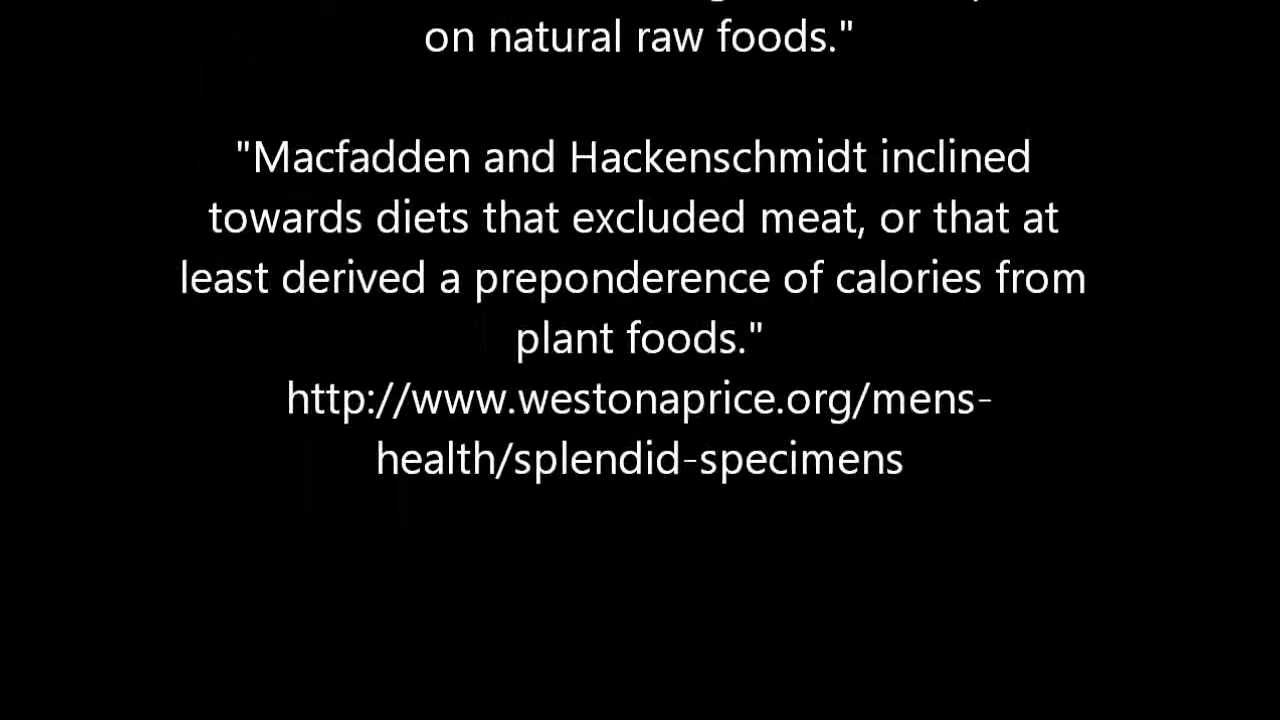 on natural raw foods."
"Macfadden and Hackenschmidt inclined
towards diets that excluded meat, or that at
least derived a preponderence of calories from
plant foods."
http://www.westonaprice.org/mens-
health/splendid-specimens